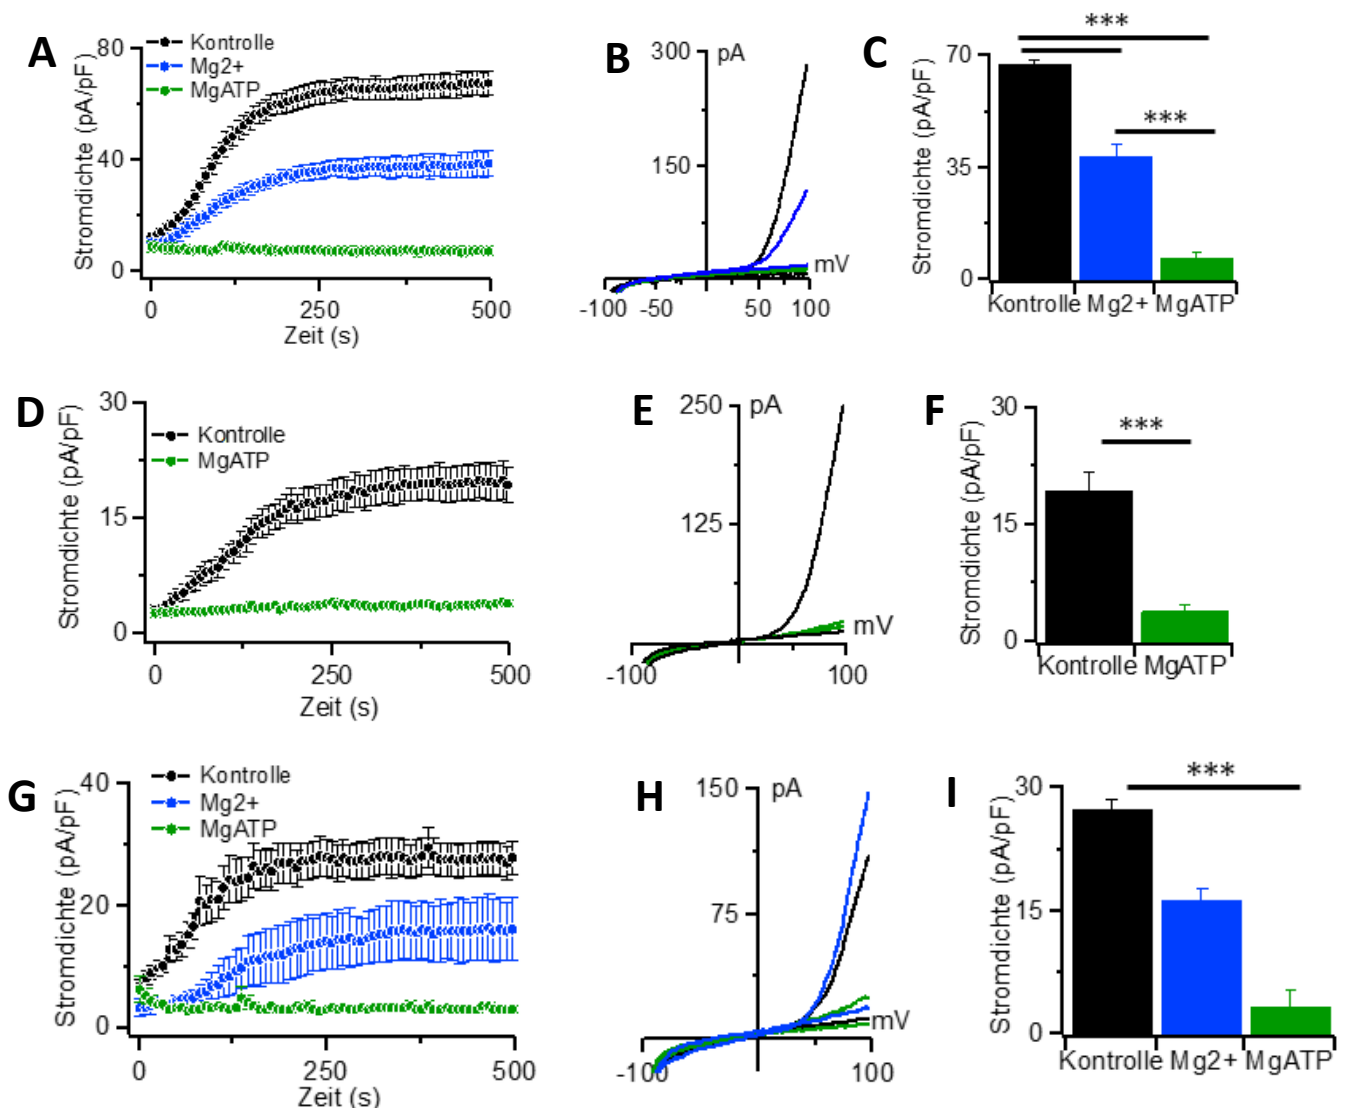 A
80
40
0
Stromdichte (pA/pF)
Kontrolle
Mg2+
MgATP
0 250 500
Zeit (s)
B
300 pA
150
mV
-100 -50 50 100
C
***
***
70
35
0
Stromdichte (pA/pF)
Kontrolle Mg2+ MgATP
D
30
15
0
Stromdichte (pA/pF)
Kontrolle
MgATP
0 250 500
Zeit (s)
E
250 pA
125
mV
-100 100
F
***
30
15
0
Stromdichte (pA/pF)
Kontrolle MgATP
G
40
20
0
Stromdichte (pA/pF)
Kontrolle
Mg2+
MgATP
0 250 500
Zeit (s)
H
150 pA
75
mV
-100 100
I
***
30
15
0
Stromdichte (pA/pF)
Kontrolle Mg2+ MgATP